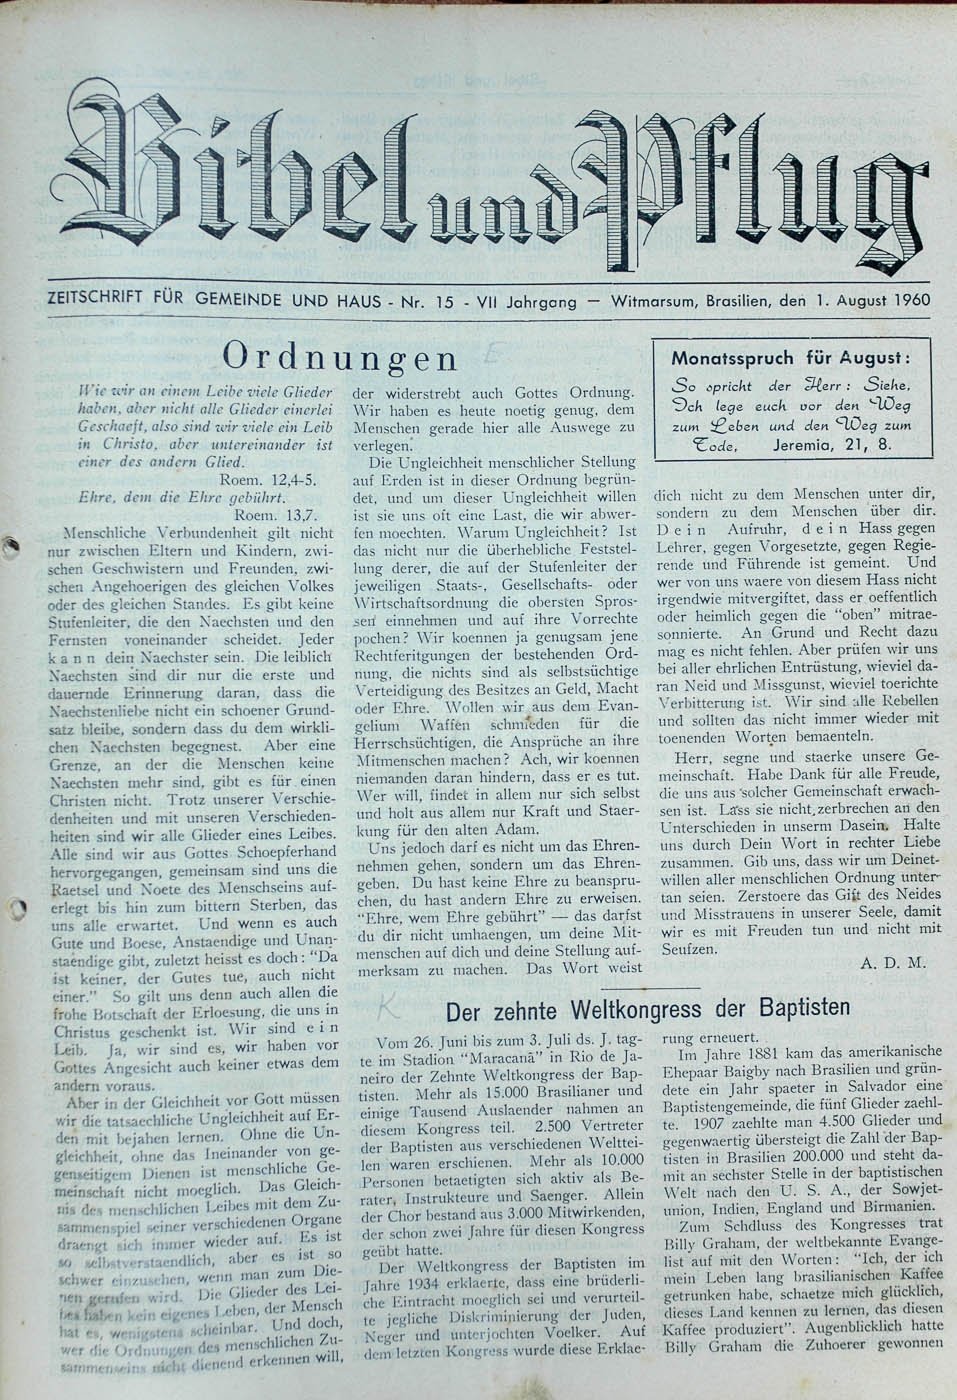 Bibel und Pflug
ZEITSCHRIFT FÜR GEMEINDE UND HAUS - Nr. 15 - VII Jahrgang — Witmarsum, Brasilien, den 1. August 1960
Ordnungen
E
Wie wir an einem Leibe viele Glieder
haben, aber nicht alle Glieder einerlei
Geschaeft, also sind wir viele ein Leib
in Christo, aber untereinander ist
einer des andern Glied.
Roem. 12,4-5.
Ehre, dem die Ehre gebührt.
Roem. 13,7.
Menschliche Verbundenheit gilt nicht
nur zwischen Eltern und Kindern, zwi-
schen Geschwistern und Freunden, zwi-
schen Angehoerigen des gleichen Volkes
oder des gleichen Standes. Es gibt keine
Stufenleiter, die den Naechsten und den
Fernsten voneinander scheidet. Jeder
k a n n dein Naechster sein. Die leiblich
Naechsten sind dir nur die erste und
dauernde Erinnerung daran, dass die
Naechstenliebe nicht ein schoener Grund-
satz bleibe, sondern dass du dem wirkli-
chen Naechsten begegnest. Aber eine
Grenze, an der die Menschen keine
Naechsten mehr sind, gibt es für einen
Christen nicht. Trotz unserer Verschie-
denheiten und mit unseren Verschieden-
heiten sind wir alle Glieder eines Leibes.
Alle sind wir aus Gottes Schoepferhand
hervorgegangen, gemeinsam sind uns die
Raetsel und Noete des Menschseins auf-
erlegt bis hin zum bittern Sterben, das
uns alle erwartet. Und wenn es auch
Gute und Boese, Anstaendige und Unan-
staendige gibt, zuletzt heisst es doch: "Da
ist keiner, der Gutes tue, auch nicht
einer." So gilt uns denn auch allen die
frohe Botschaft der Erloesung, die uns in
Christus geschenkt ist. Wir sind e i n
Leib. Ja, wir sind es, wir haben vor
Gottes Angesicht auch keiner etwas dem
andern voraus.
Aber in der Gleichheit vor Gott müssen
wir die tatsaechliche Ungleichheit auf Er-
den mit bejahen lernen. Ohne die Un-
gleichheit, ohne das Ineinander von ge-
genseitigem Dienen ist menschliche Ge-
meinschaft nicht moeglich. Das Gleich-
nis des menschlichen Leibes mit dem Zu-
sammenspiel seiner verschiedenen Organe
draengt sich immer wieder auf. Es ist
so selbstverstaendlich, aber es ist so
schwer einzusehen, wenn man zum Die-
nen gerufen wird. Die Glieder des Lei-
bes haben kein eigenes Leben, der Mensch
hat es, wenigstens scheinbar. Und doch,
wer die Ordnungen des menschlichen Zu-
sammenseins nicht dienend erkennen will,
der widerstrebt auch Gottes Ordnung.
Wir haben es heute noetig genug, dem
Menschen gerade hier alle Auswege zu
verlegen.
Die Ungleichheit menschlicher Stellung
auf Erden ist in dieser Ordnung begrün-
det, und um dieser Ungleichheit willen
ist sie uns oft eine Last, die wir abwer-
fen moechten. Warum Ungleichheit? Ist
das nicht nur die überhebliche Feststel-
lung derer, die auf der Stufenleiter der
jeweiligen Staats-, Gesellschafts- oder
Wirtschaftsordnung die obersten Spros-
sen einnehmen und auf ihre Vorrechte
pochen? Wir koennen ja genugsam jene
Rechtferitgungen der bestehenden Ord-
nung, die nichts sind als selbstsüchtige
Verteidigung des Besitzes an Geld, Macht
oder Ehre. Wollen wir aus dem Evan-
gelium Waffen schmieden für die
Herrschsüchtigen, die Ansprüche an ihre
Mitmenschen machen? Ach, wir koennen
niemanden daran hindern, dass er es tut.
Wer will, findet in allem nur sich selbst
und holt aus allem nur Kraft und Staer-
kung für den alten Adam.
Uns jedoch darf es nicht um das Ehren-
nehmen gehen, sondern um das Ehren-
geben. Du hast keine Ehre zu beanspru-
chen, du hast andern Ehre zu erweisen.
"Ehre, wem Ehre gebührt" — das darfst
du dir nicht umhaengen, um deine Mit-
menschen auf dich und deine Stellung auf-
merksam zu machen. Das Wort weist
Monatsspruch für August:
So spricht der Herr: Siehe,
Ich lege euch vor den Weg
zum Leben und den Weg zum
Tode, Jeremia, 21, 8.
dich nicht zu dem Menschen unter dir,
sondern zu dem Menschen über dir.
D e i n Aufruhr, d e i n Hass gegen
Lehrer, gegen Vorgesetzte, gegen Regie-
rende und Führende ist gemeint. Und
wer von uns waere von diesem Hass nicht
irgendwie mitvergiftet, dass er oeffentlich
oder heimlich gegen die "oben" mitrae-
sonnierte. An Grund und Recht dazu
mag es nicht fehlen. Aber prüfen wir uns
bei aller ehrlichen Entrüstung, wieviel da-
ran Neid und Missgunst, wieviel toerichte
Verbitterung ist. Wir sind alle Rebellen
und sollten das nicht immer wieder mit
toenenden Worten bemaenteln.
Herr, segne und staerke unsere Ge-
meinschaft. Habe Dank für alle Freude,
die uns aus solcher Gemeinschaft erwach-
sen ist. Lass sie nicht zerbrechen an den
Unterschieden in unserm Dasein. Halte
uns durch Dein Wort in rechter Liebe
zusammen. Gib uns, dass wir um Deinet-
willen aller menschlichen Ordnung unter-
tan seien. Zerstoere das Gift des Neides
und Misstrauens in unserer Seele, damit
wir es mit Freuden tun und nicht mit
Seufzen.
A. D. M.
K
Der zehnte Weltkongress der Baptisten
Vom 26. Juni bis zum 3. Juli ds. J. tag-
te im Stadion "Maracanã" in Rio de Ja-
neiro der Zehnte Weltkongress der Bap-
tisten. Mehr als 15.000 Brasilianer und
einige Tausend Auslaender nahmen an
diesem Kongress teil. 2.500 Vertreter
der Baptisten aus verschiedenen Weltei-
len waren erschienen. Mehr als 10.000
Personen betaetigten sich aktiv als Be-
rater, Instrukteure und Saenger. Allein
der Chor bestand aus 3.000 Mitwirkenden,
der schon zwei Jahre für diesen Kongress
geübt hatte.
Der Weltkongress der Baptisten im
Jahre 1934 erklaerte, dass eine brüderli-
che Eintracht moeglich sei und verurteil-
te jegliche Diskriminierung der Juden,
Neger und unterjochten Voelker. Auf
dem letzten Kongress wurde diese Erklae-
rung erneuert.
Im Jahre 1881 kam das amerikanische
Ehepaar Baigby nach Brasilien und grün-
dete ein Jahr spaeter in Salvador eine
Baptistengemeinde, die fünf Glieder zaehl-
te. 1907 zaehlte man 4.500 Glieder und
gegenwaertig übersteigt die Zahl der Bap-
tisten in Brasilien 200.000 und steht da-
mit an sechster Stelle in der baptistischen
Welt nach den U. S. A., der Sowjet-
union, Indien, England und Birmanien.
Zum Schdluss des Kongresses trat
Billy Graham, der weltbekannte Evange-
list auf mit den Worten: "Ich, der ich
mein Leben lang brasilianischen Kaffee
getrunken habe, schaetze mich glücklich,
dieses Land kennen zu lernen, das diesen
Kaffee produziert". Augenblicklich hatte
Billy Graham die Zuhoerer gewonnen